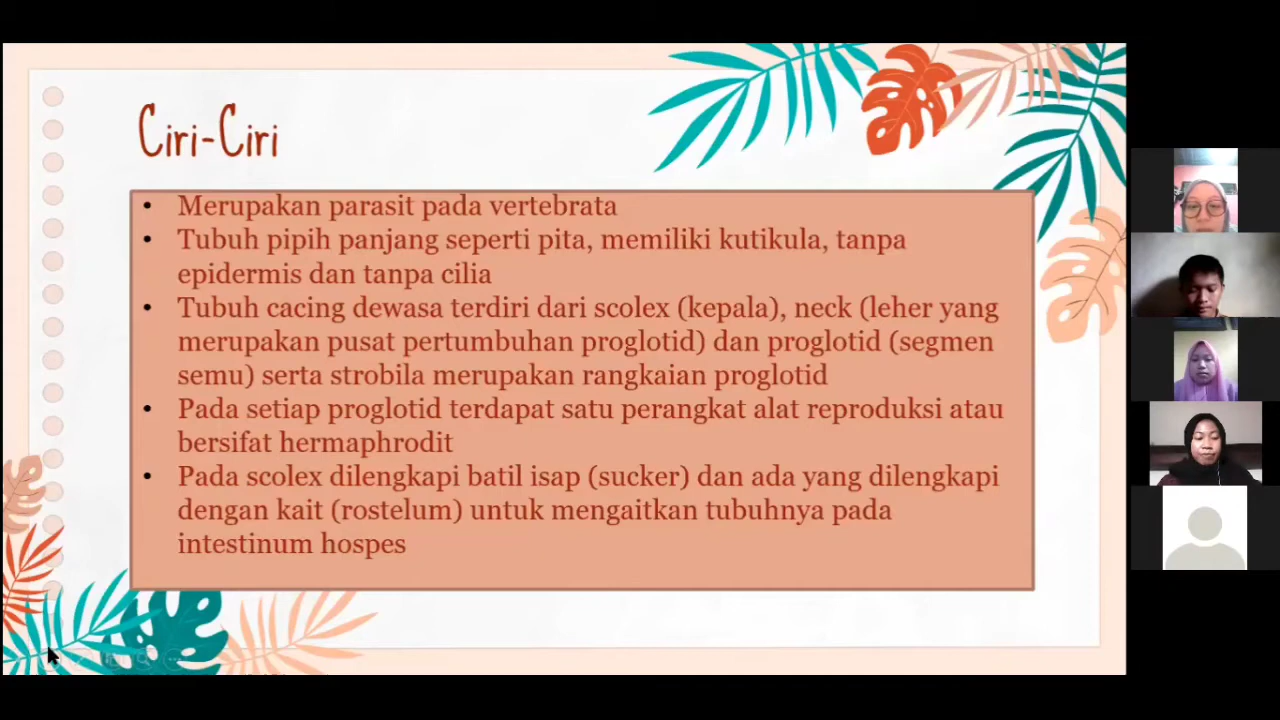 Ciri-Ciri
• Merupakan parasit pada vertebrata
• Tubuh pipih panjang seperti pita, memiliki kutikula, tanpa
epidermis dan tanpa cilia
• Tubuh cacing dewasa terdiri dari scolex (kepala), neck (leher yang
merupakan pusat pertumbuhan proglotid) dan proglotid (segmen
semu) serta strobila merupakan rangkaian proglotid
• Pada setiap proglotid terdapat satu perangkat alat reproduksi atau
bersifat hermaphrodit
• Pada scolex dilengkapi batil isap (sucker) dan ada yang dilengkapi
dengan kait (rostelum) untuk mengaitkan tubuhnya pada
intestinum hospes